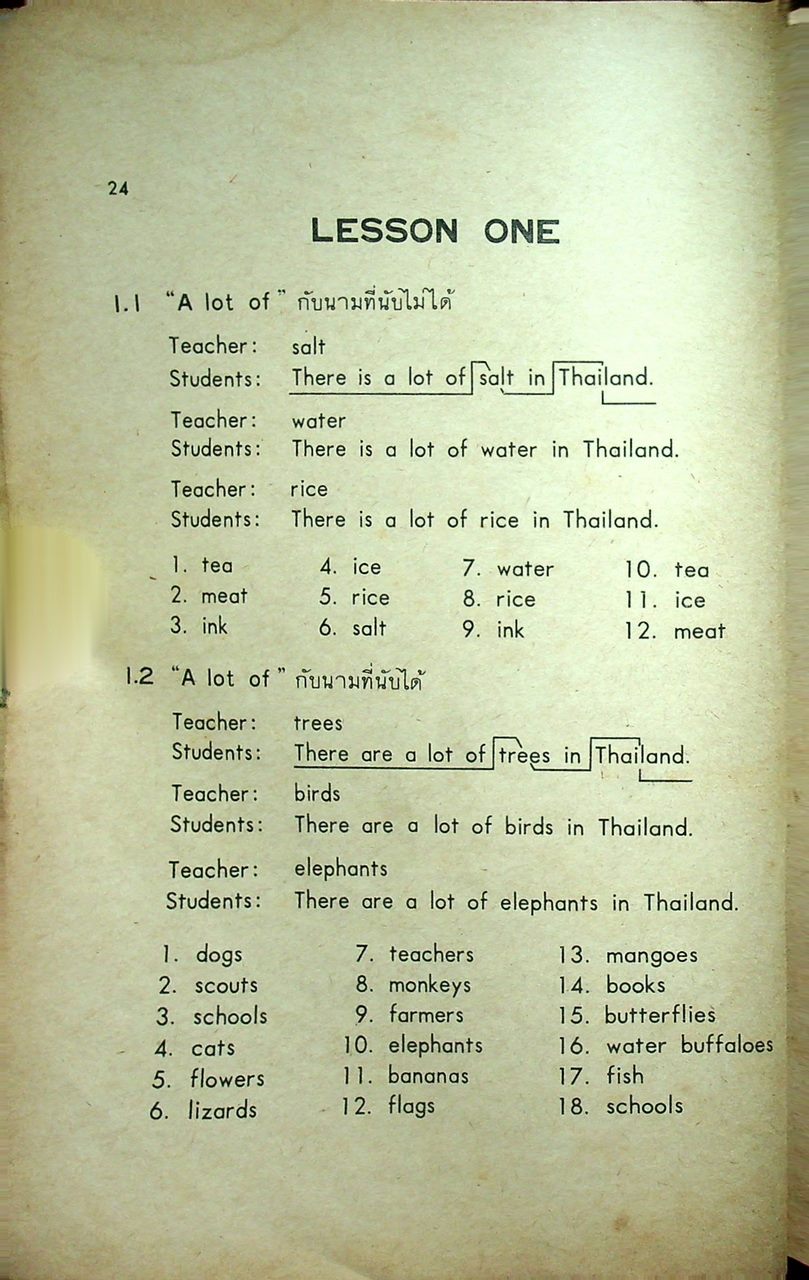 24
LESSON ONE
1.1 "A lot of" กับนามที่นับไม่ได้
Teacher: salt
Students: There is a lot of salt in Thailand.
Teacher: water
Students: There is a lot of water in Thailand.
Teacher: rice
Students: There is a lot of rice in Thailand.
1. tea 4. ice 7. water 10. tea
2. meat 5. rice 8. rice 11. ice
3. ink 6. salt 9. ink 12. meat
1.2 "A lot of" กับนามที่นับได้
Teacher: trees
Students: There are a lot of trees in Thailand.
Teacher: birds
Students: There are a lot of birds in Thailand.
Teacher: elephants
Students: There are a lot of elephants in Thailand.
1. dogs 7. teachers 13. mangoes
2. scouts 8. monkeys 14. books
3. schools 9. farmers 15. butterflies
4. cats 10. elephants 16. water buffaloes
5. flowers 11. bananas 17. fish
6. lizards 12. flags 18. schools